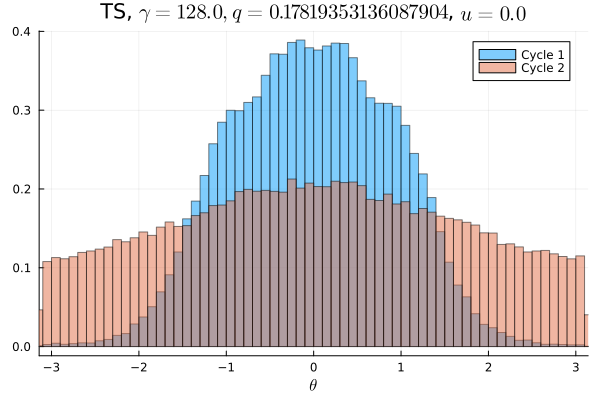 TS, γ = 128.0, q = 0.17819353136087904, u = 0.0
Cycle 1
Cycle 2
0.4
0.3
0.2
0.1
0.0
−3 −2 −1 0 1 2 3
θ